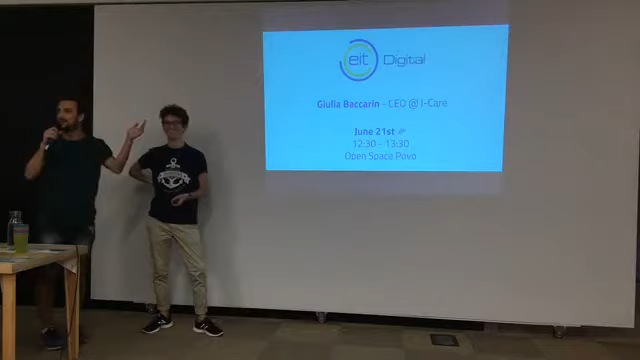 eit Digital
Giulia Baccarin - CEO @ I-Care
June 21st @
12:30 - 13:30
Open Space Povo